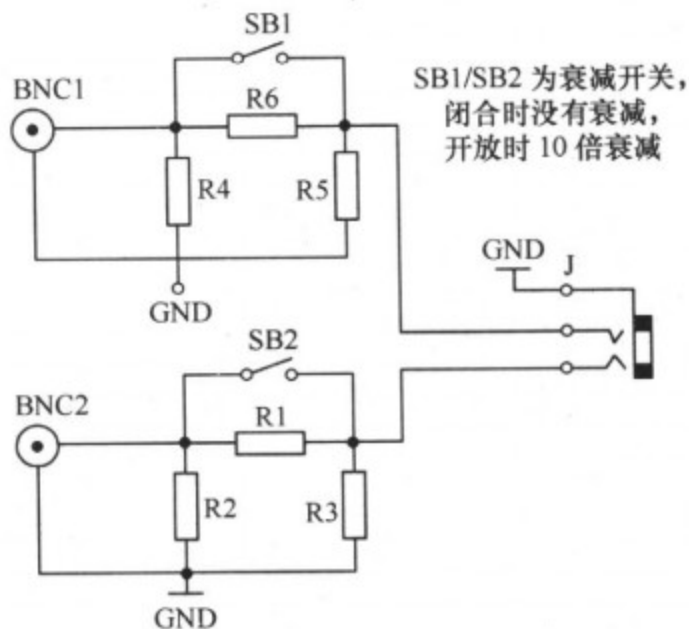 SB1
BNC1
R6
R4
R5
GND
SB1/SB2 为衰减开关，
闭合时没有衰减，
开放时 10 倍衰减
GND
J
SB2
BNC2
R1
R2
R3
GND